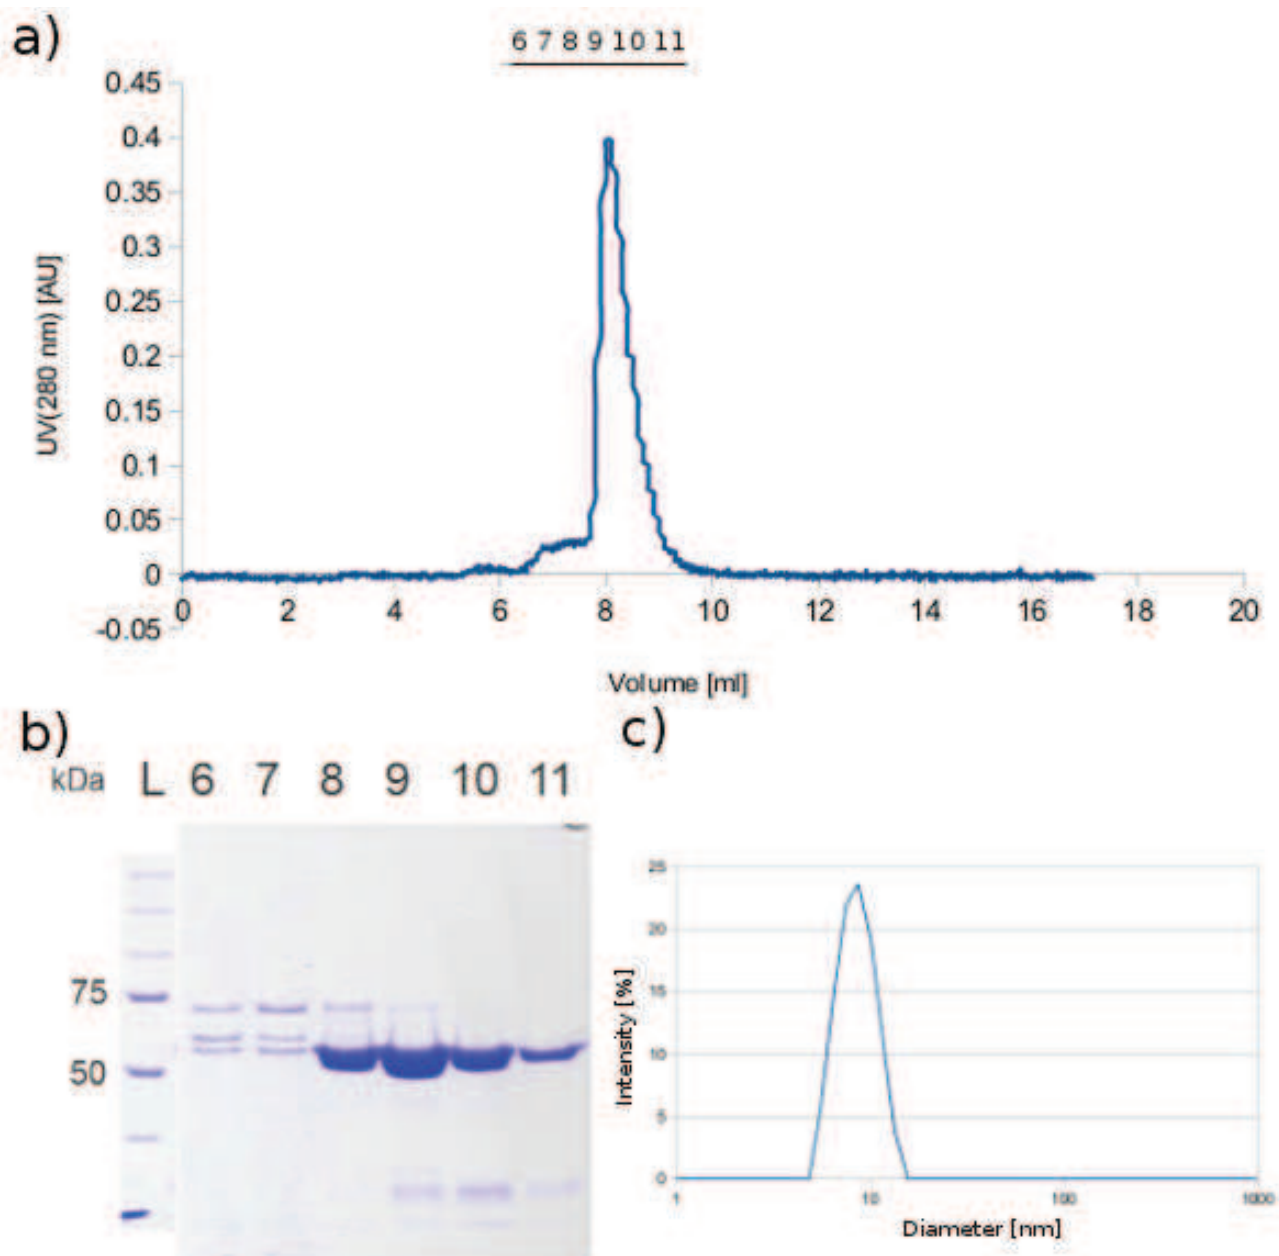 a)
6 7 8 9 10 11
0.45
0.4
0.35
0.3
0.25
0.2
0.15
0.1
0.05
0
-0.05
UV(280 nm) [AU]
0 2 4 6 8 10 12 14 16 18 20
Volume [ml]
b)
kDa L 6 7 8 9 10 11
75
50
c)
25
20
15
10
5
0
Intensity [%]
1 10 100 1000
Diameter [nm]